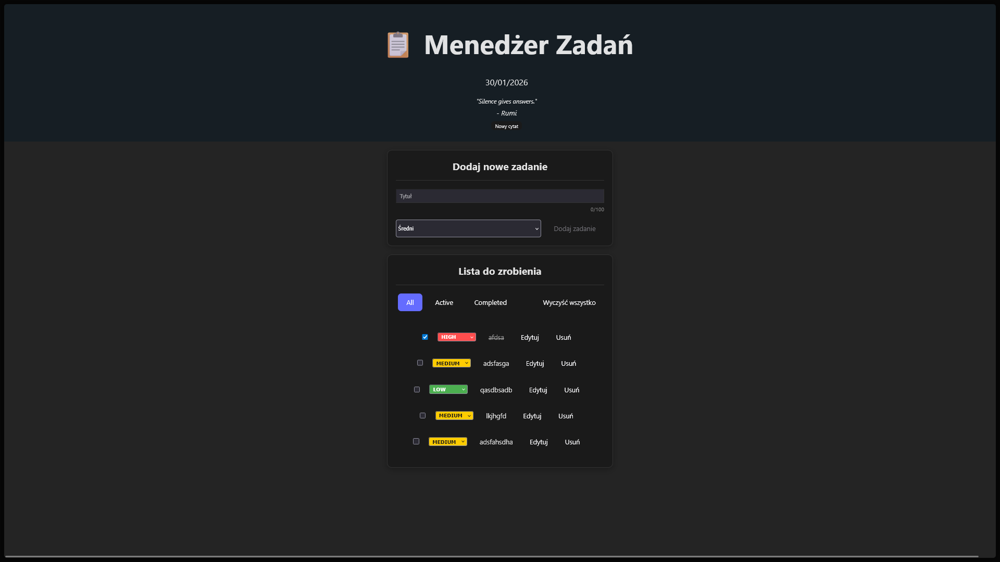 Menedżer Zadań
30/01/2026
"Silence gives answers."
- Rumi
Nowy cytat
Dodaj nowe zadanie
Tytuł
0/100
Średni Dodaj zadanie
Lista do zrobienia
All Active Completed Wyczyść wszystko
HIGH afdsa Edytuj Usuń
MEDIUM adsfasga Edytuj Usuń
LOW qasdbsadb Edytuj Usuń
MEDIUM lkjhgfd Edytuj Usuń
MEDIUM adsfahsdha Edytuj Usuń